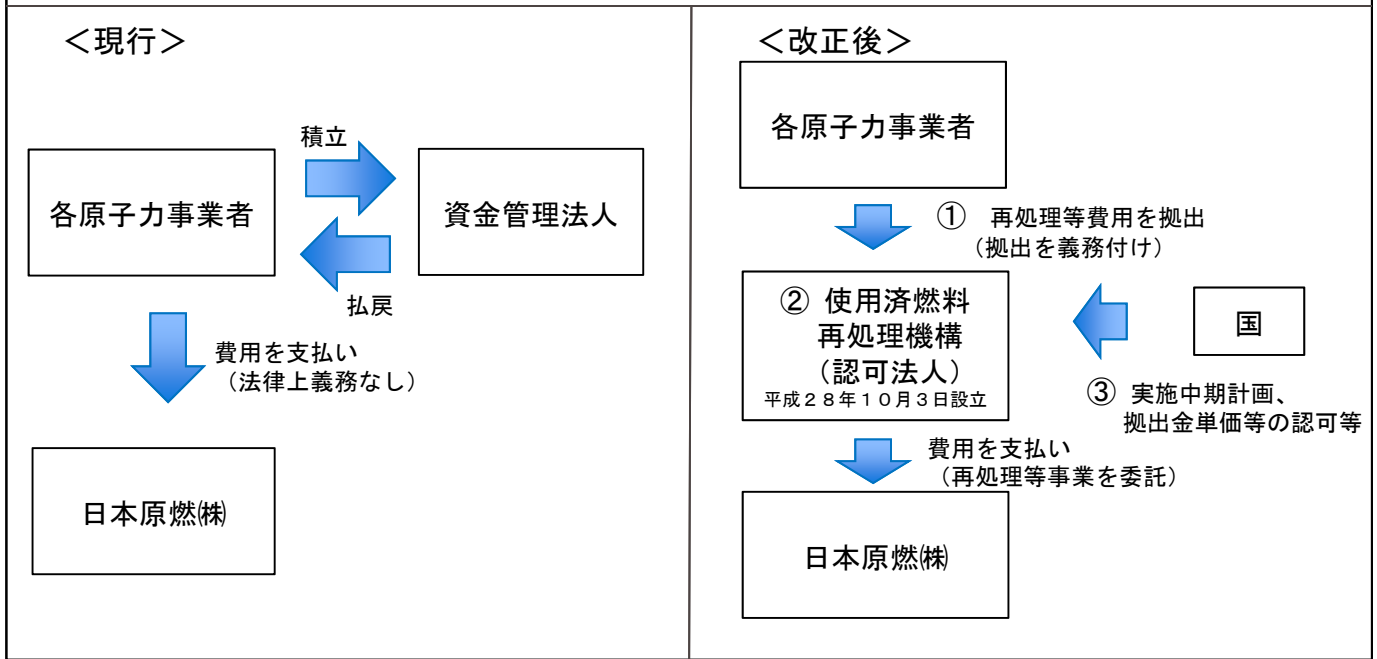 <現行>
積立
各原子力事業者
資金管理法人
払戻
費用を支払い
(法律上義務なし)
日本原燃㈱
<改正後>
各原子力事業者
① 再処理等費用を拠出
(拠出を義務付け)
② 使用済燃料
再処理機構
(認可法人)
平成28年10月3日設立
国
③ 実施中期計画、
拠出金単価等の認可等
費用を支払い
(再処理等事業を委託)
日本原燃㈱